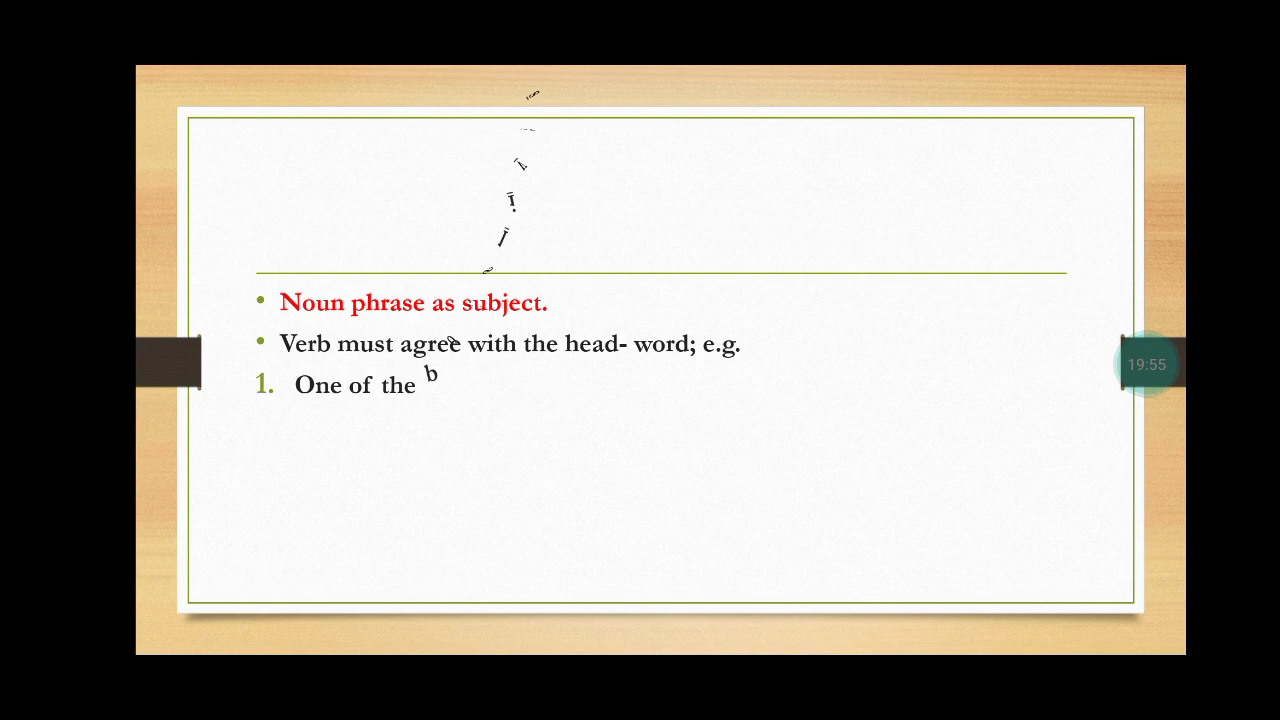 Noun phrase as subject.
Verb must agree with the head- word; e.g.
1. One of the b
19:55